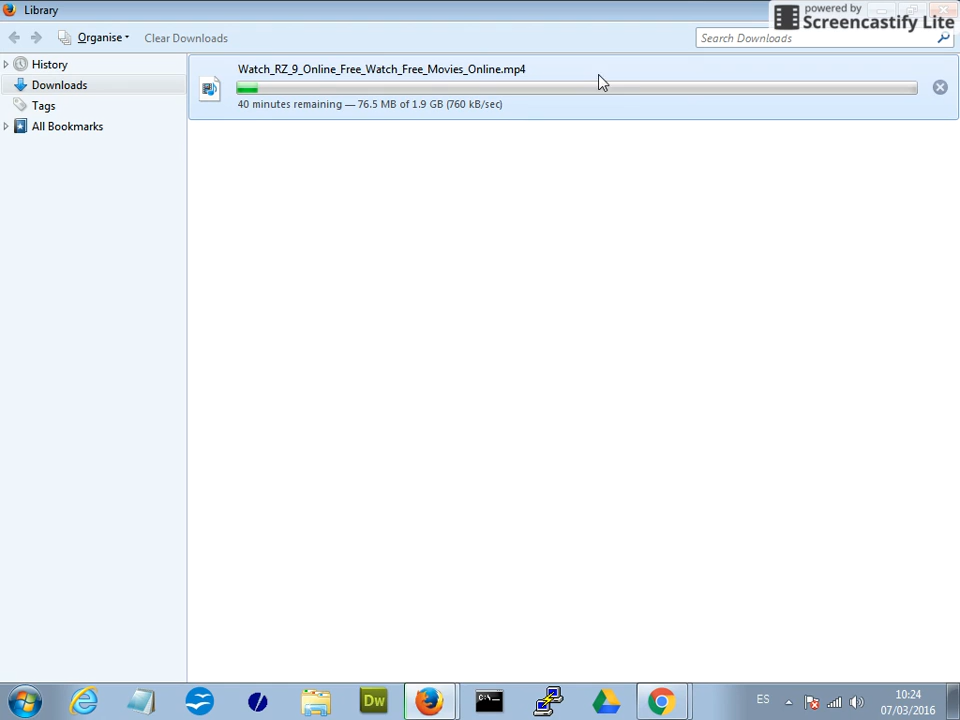 Library
powered by
Screencastify Lite
Organise
Clear Downloads
Search Downloads
History
Downloads
Tags
All Bookmarks
Watch_RZ_9_Online_Free_Watch_Free_Movies_Online.mp4
40 minutes remaining — 76.5 MB of 1.9 GB (760 kB/sec)
Dw
C:\_
ES
10:24
07/03/2016